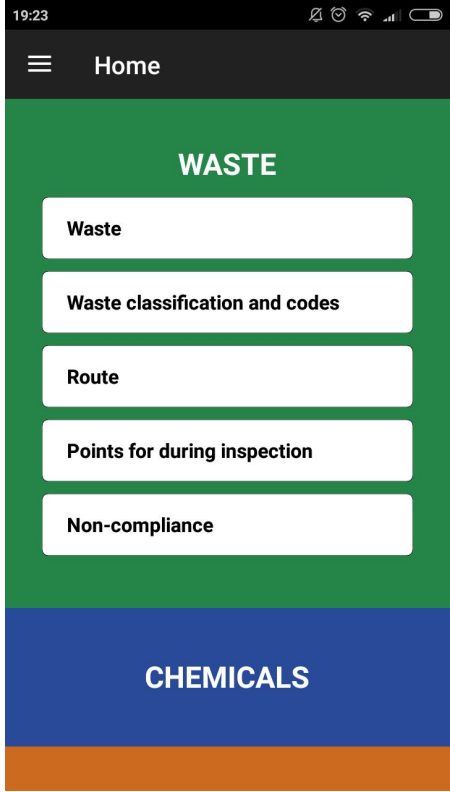 19:23
Home
WASTE
Waste
Waste classification and codes
Route
Points for during inspection
Non-compliance
CHEMICALS